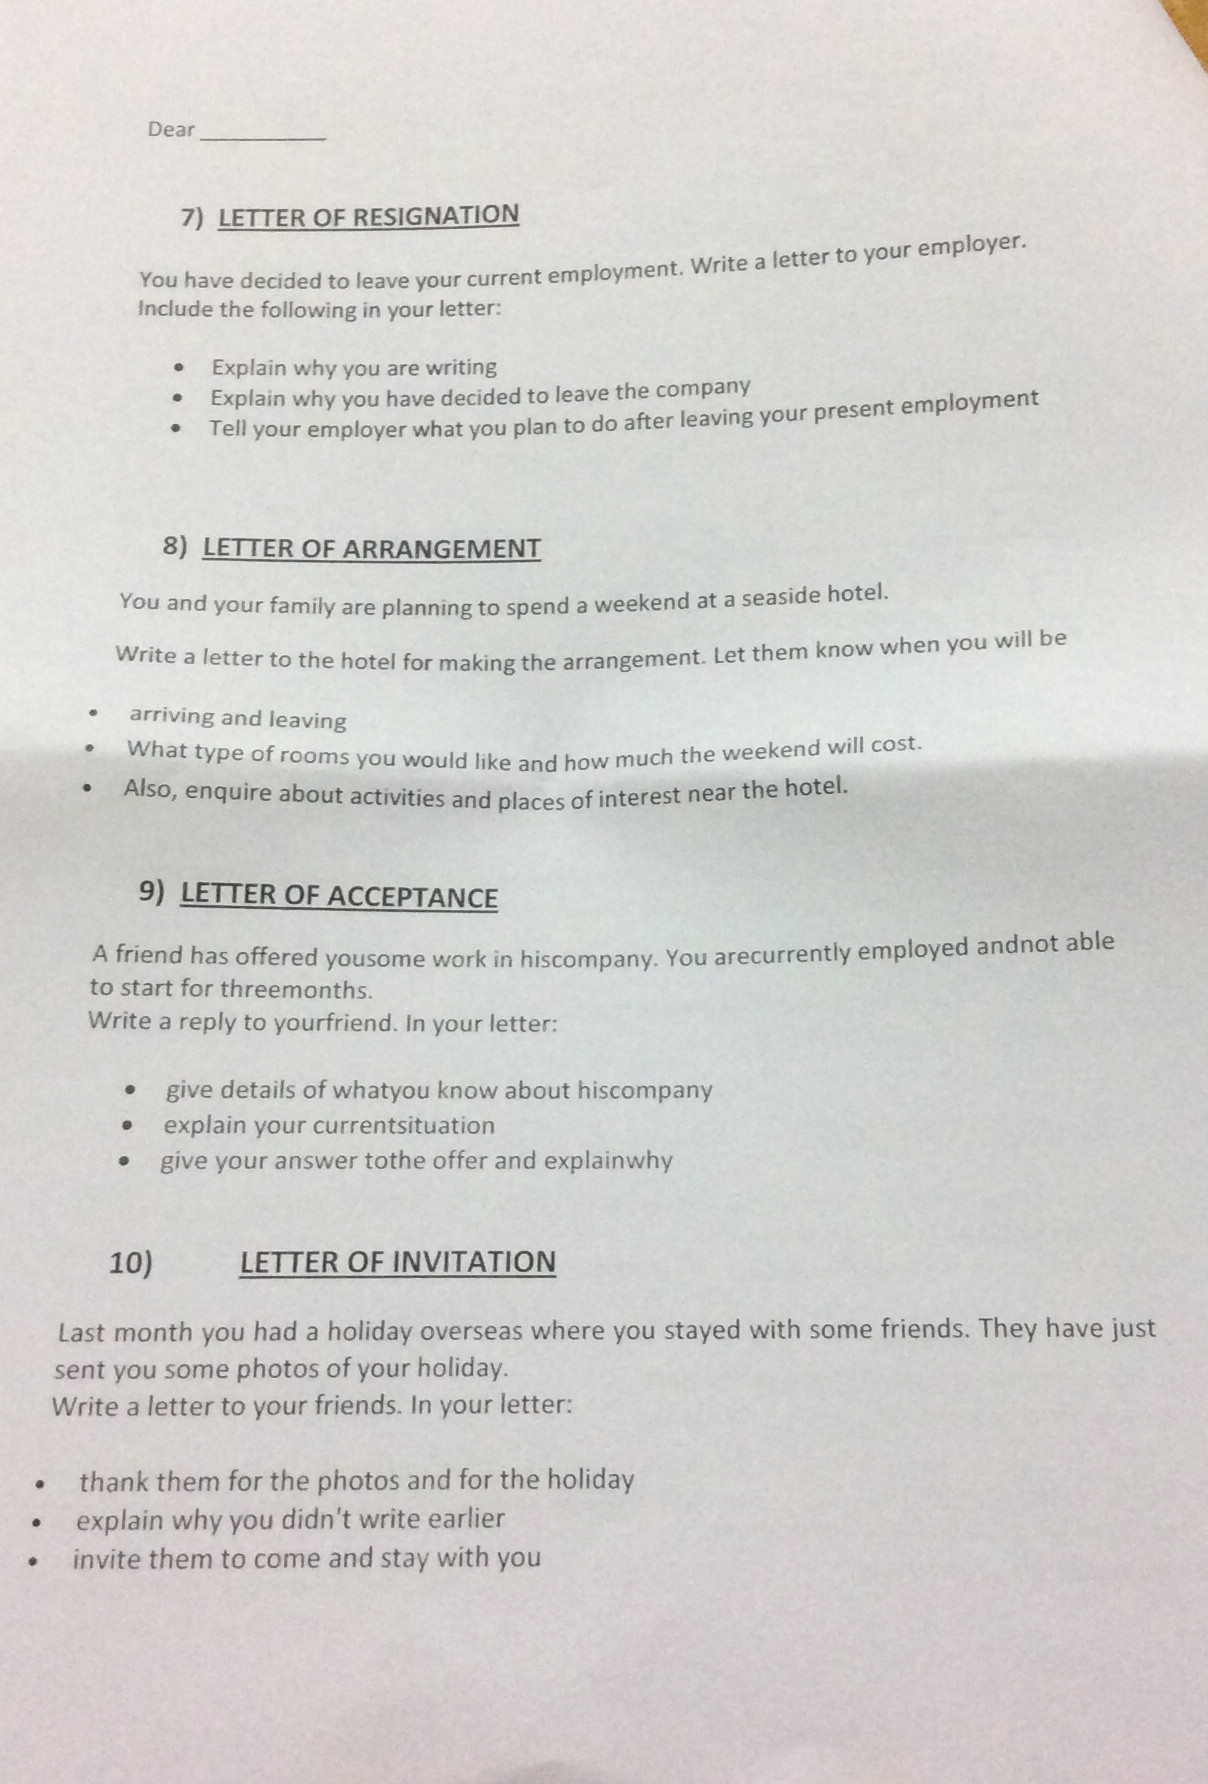 Dear __________
7) LETTER OF RESIGNATION
You have decided to leave your current employment. Write a letter to your employer.
Include the following in your letter:
• Explain why you are writing
• Explain why you have decided to leave the company
• Tell your employer what you plan to do after leaving your present employment
8) LETTER OF ARRANGEMENT
You and your family are planning to spend a weekend at a seaside hotel.
Write a letter to the hotel for making the arrangement. Let them know when you will be
• arriving and leaving
• What type of rooms you would like and how much the weekend will cost.
• Also, enquire about activities and places of interest near the hotel.
9) LETTER OF ACCEPTANCE
A friend has offered yousome work in hiscompany. You arecurrently employed andnot able
to start for threemonths.
Write a reply to yourfriend. In your letter:
• give details of whatyou know about hiscompany
• explain your currentsituation
• give your answer tothe offer and explainwhy
10) LETTER OF INVITATION
Last month you had a holiday overseas where you stayed with some friends. They have just
sent you some photos of your holiday.
Write a letter to your friends. In your letter:
• thank them for the photos and for the holiday
• explain why you didn't write earlier
• invite them to come and stay with you